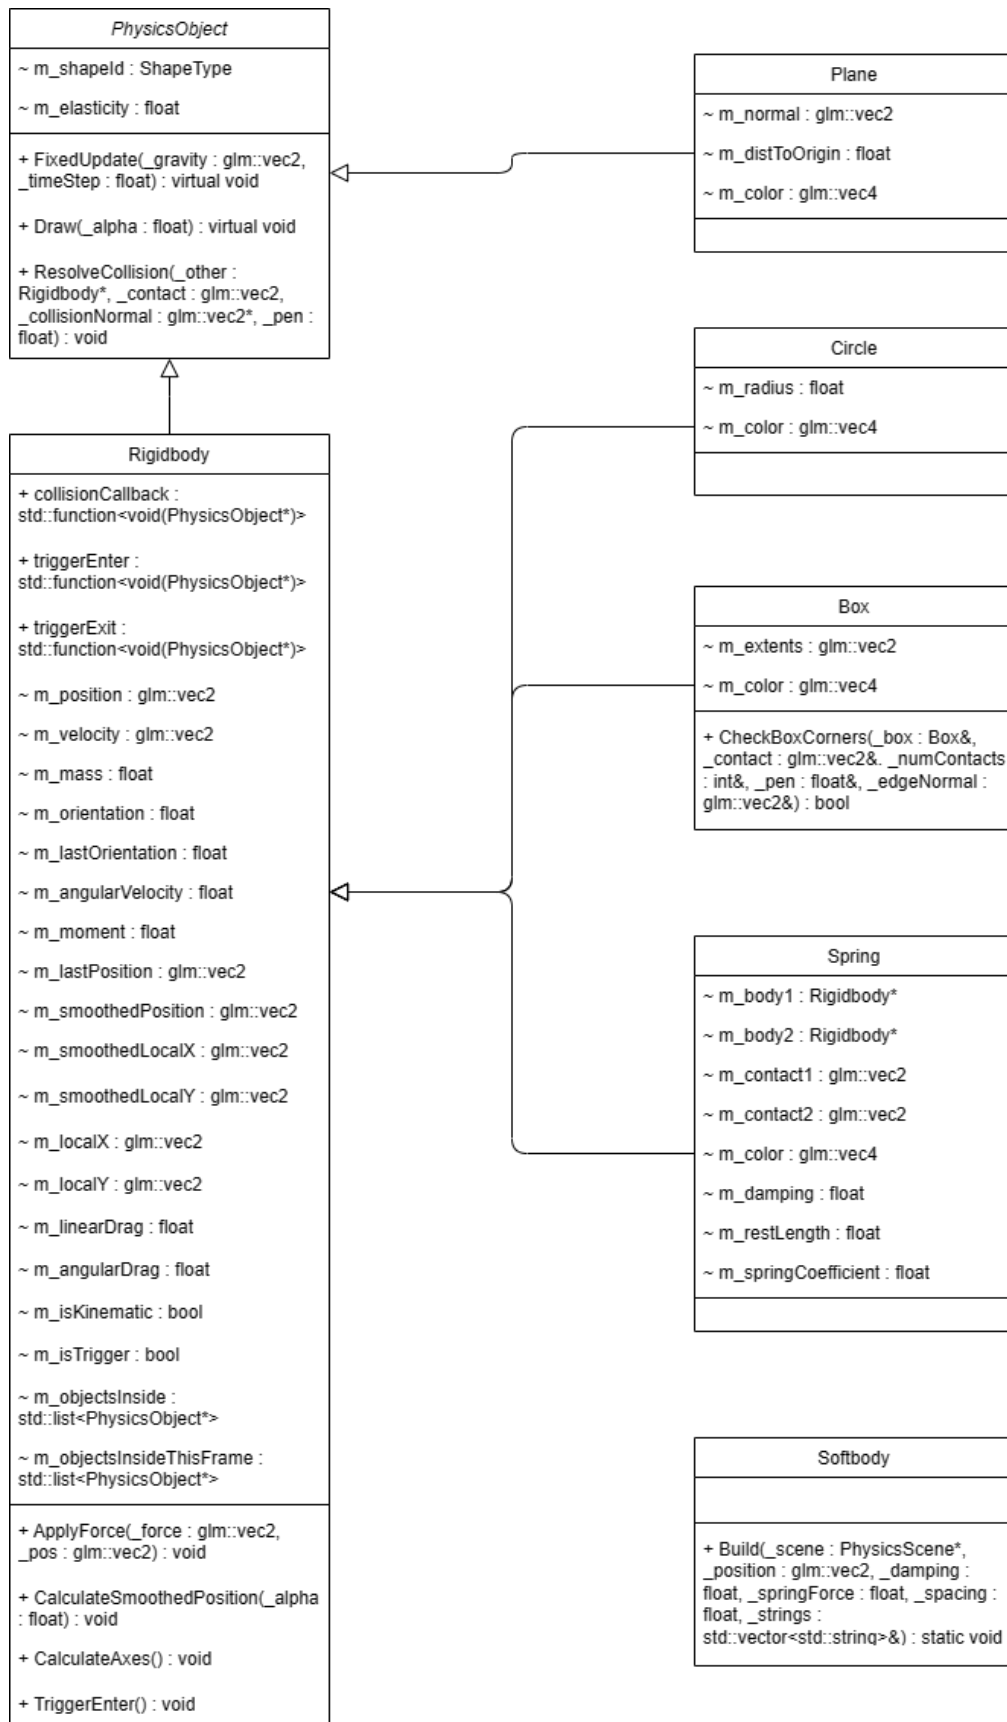 PhysicsObject
~ m_shapeId : ShapeType
~ m_elasticity : float
+ FixedUpdate(_gravity : glm::vec2,
_timeStep : float) : virtual void
+ Draw(_alpha : float) : virtual void
+ ResolveCollision(_other :
Rigidbody*, _contact : glm::vec2,
_collisionNormal : glm::vec2*, _pen :
float) : void
Rigidbody
+ collisionCallback :
std::function<void(PhysicsObject*)>
+ triggerEnter :
std::function<void(PhysicsObject*)>
+ triggerExit :
std::function<void(PhysicsObject*)>
~ m_position : glm::vec2
~ m_velocity : glm::vec2
~ m_mass : float
~ m_orientation : float
~ m_lastOrientation : float
~ m_angularVelocity : float
~ m_moment : float
~ m_lastPosition : glm::vec2
~ m_smoothedPosition : glm::vec2
~ m_smoothedLocalX : glm::vec2
~ m_smoothedLocalY : glm::vec2
~ m_localX : glm::vec2
~ m_localY : glm::vec2
~ m_linearDrag : float
~ m_angularDrag : float
~ m_isKinematic : bool
~ m_isTrigger : bool
~ m_objectsInside :
std::list<PhysicsObject*>
~ m_objectsInsideThisFrame :
std::list<PhysicsObject*>
+ ApplyForce(_force : glm::vec2,
_pos : glm::vec2) : void
+ CalculateSmoothedPosition(_alpha
: float) : void
+ CalculateAxes() : void
+ TriggerEnter() : void
Plane
~ m_normal : glm::vec2
~ m_distToOrigin : float
~ m_color : glm::vec4
Circle
~ m_radius : float
~ m_color : glm::vec4
Box
~ m_extents : glm::vec2
~ m_color : glm::vec4
+ CheckBoxCorners(_box : Box&,
_contact : glm::vec2&. _numContacts
: int&, _pen : float&, _edgeNormal :
glm::vec2&) : bool
Spring
~ m_body1 : Rigidbody*
~ m_body2 : Rigidbody*
~ m_contact1 : glm::vec2
~ m_contact2 : glm::vec2
~ m_color : glm::vec4
~ m_damping : float
~ m_restLength : float
~ m_springCoefficient : float
Softbody
+ Build(_scene : PhysicsScene*,
_position : glm::vec2, _damping :
float, _springForce : float, _spacing :
float, _strings :
std::vector<std::string>&) : static void